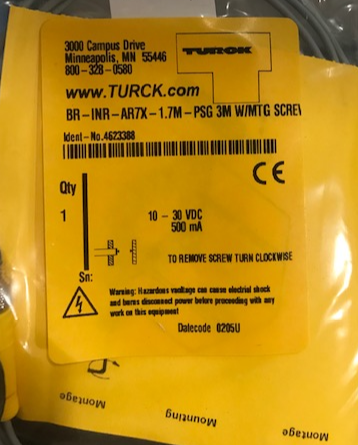 3000 Campus Drive
Minneapolis, MN 55446
800-328-0580
TURCK
www.TURCK.com
BR-INR-AR7X-1.7M-PSG 3M W/MTG SCREW
Ident-No.4623388
CE
Qty
1
10 - 30 VDC
500 mA
TO REMOVE SCREW TURN CLOCKWISE
Sn:
Warning: Hazardous vaoltage can cause electrial shock
and bures disconnect power before proceeding with any
work on this equipment
Datecode 0205U
Montage
Mounting
Montage